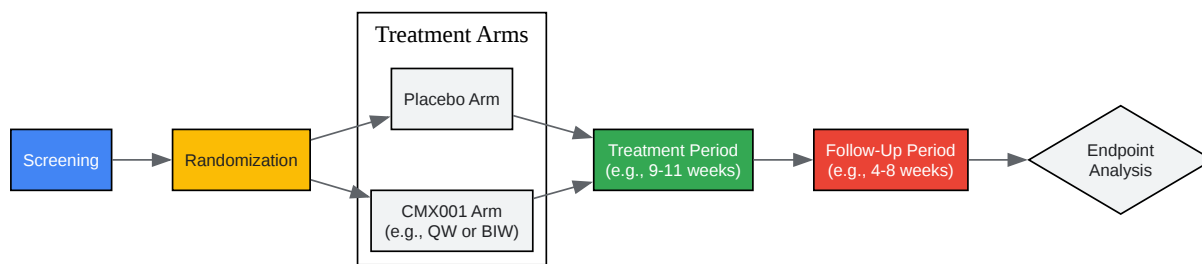 Screening
Randomization
Treatment Arms
Placebo Arm
CMX001 Arm
(e.g., QW or BIW)
Treatment Period
(e.g., 9-11 weeks)
Follow-Up Period
(e.g., 4-8 weeks)
Endpoint
Analysis